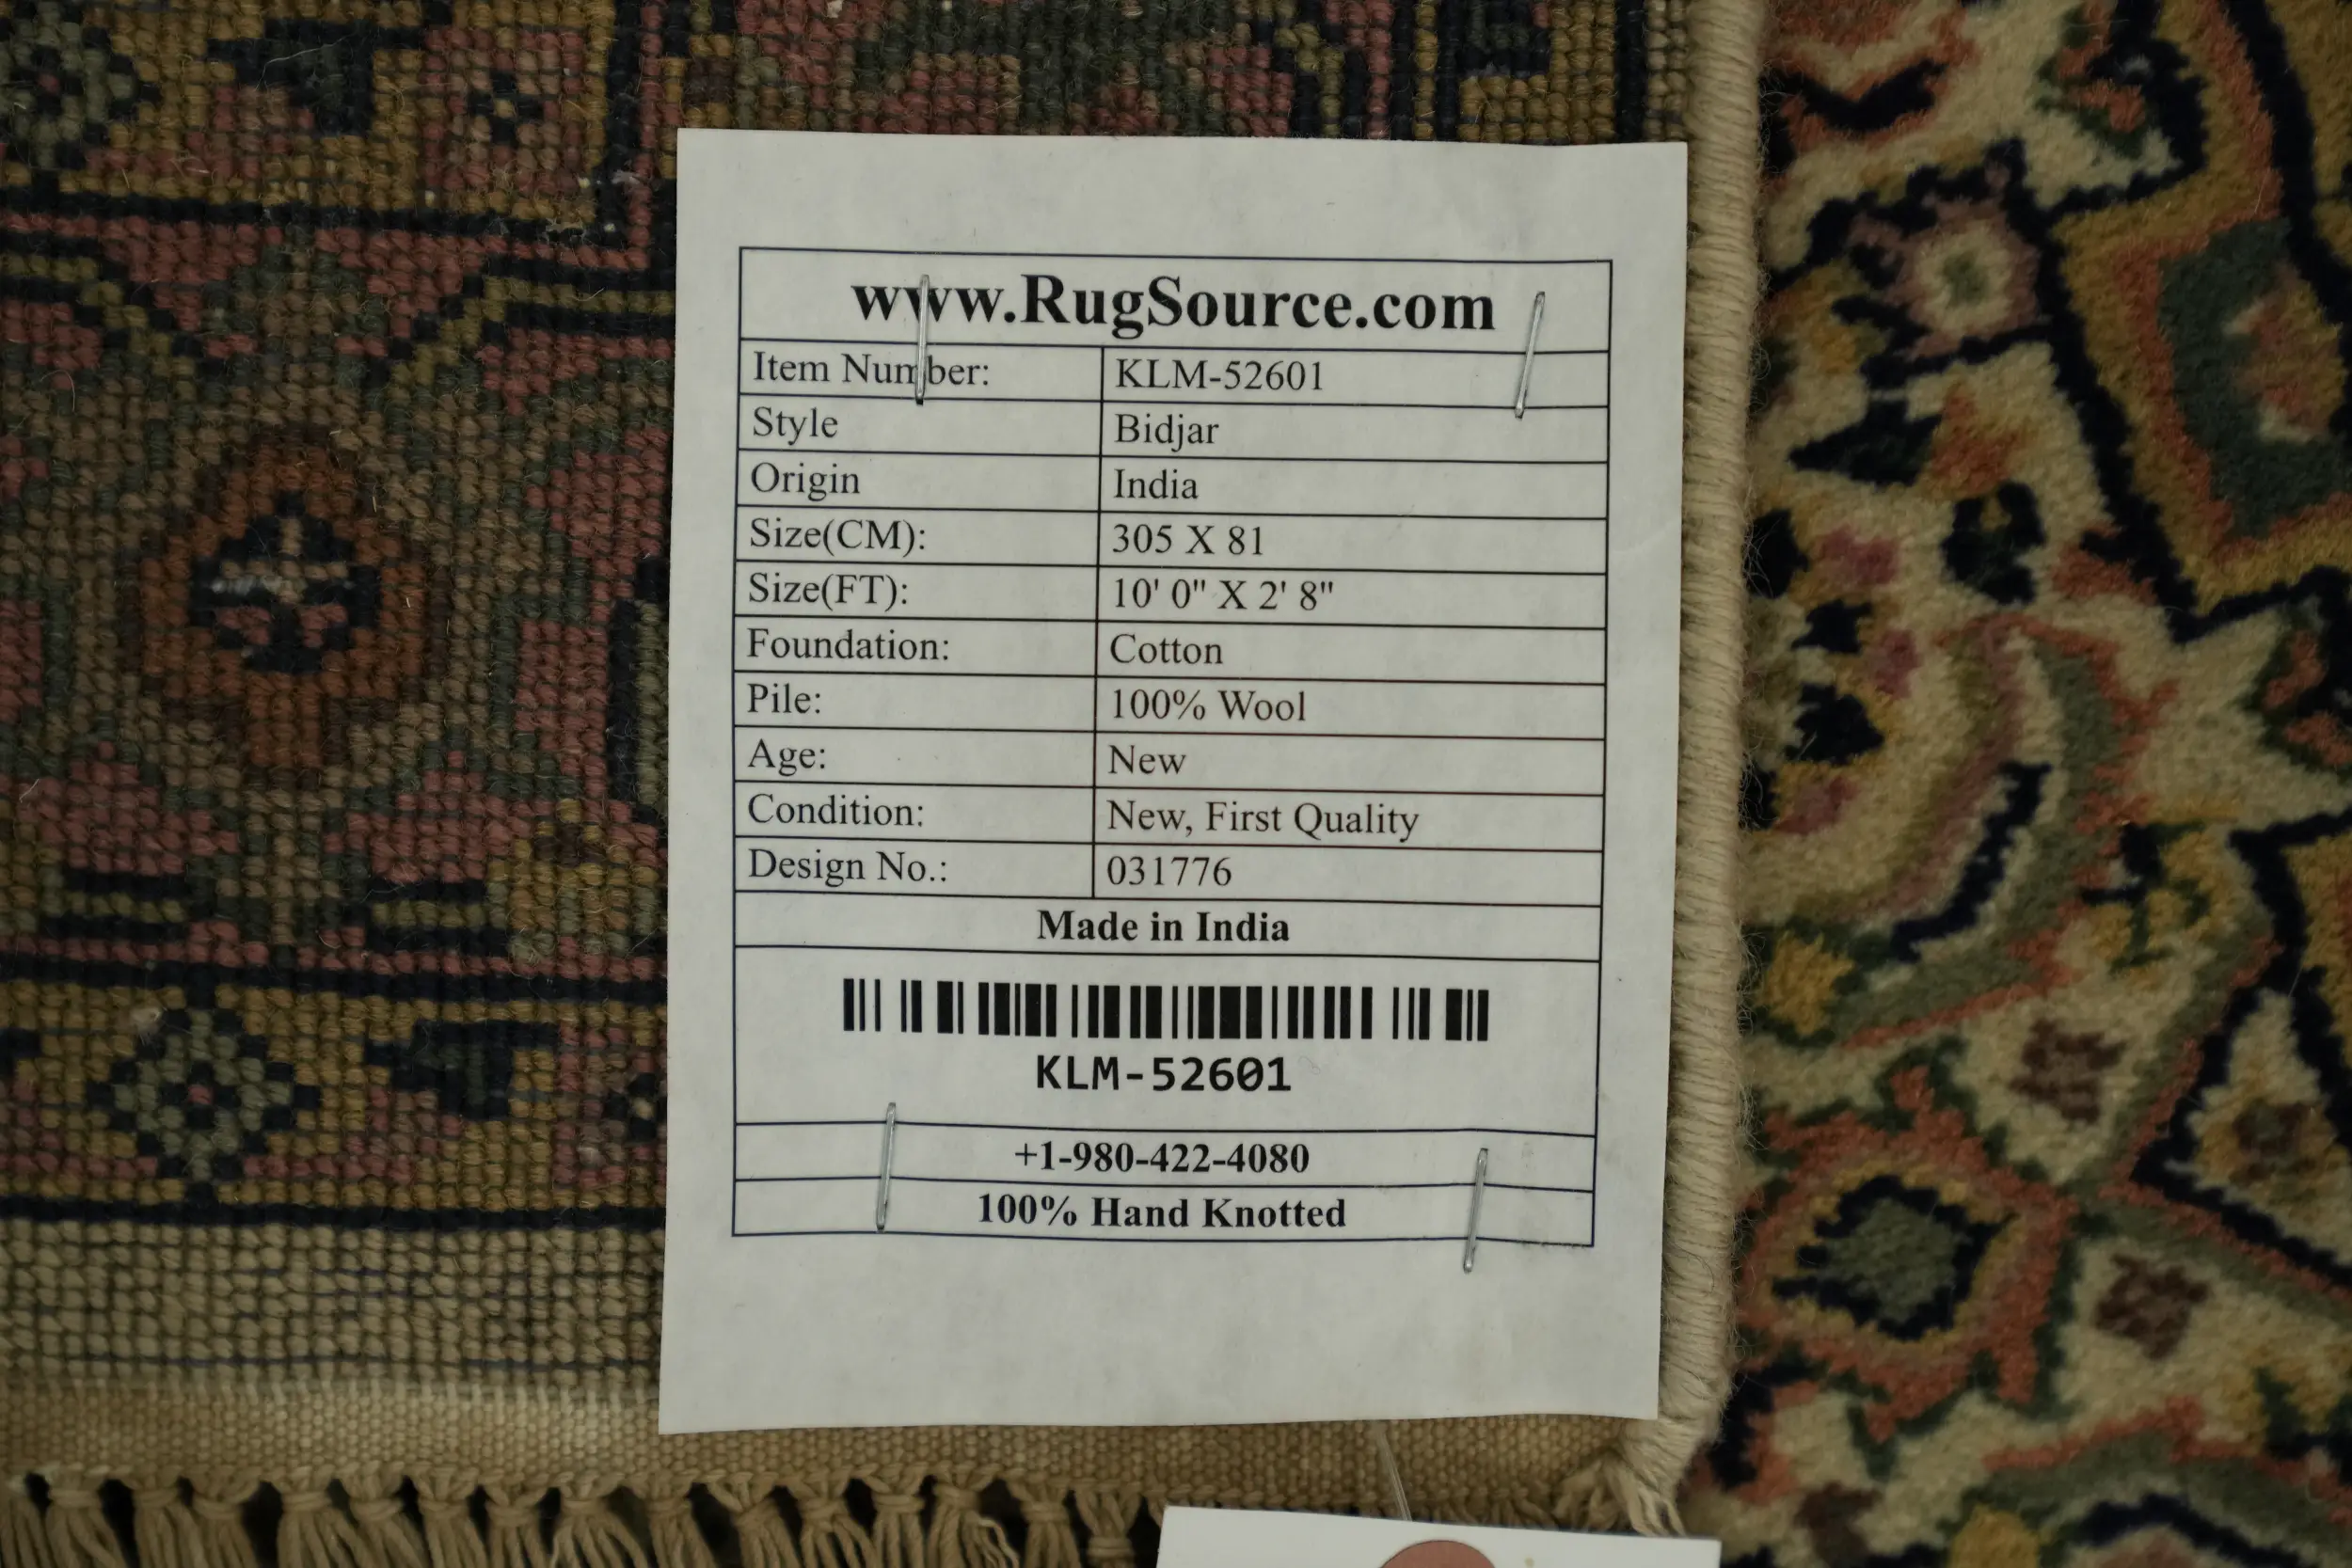 www.RugSource.com
Item Number: KLM-52601
Style Bidjar
Origin India
Size(CM): 305 X 81
Size(FT): 10' 0" X 2' 8"
Foundation: Cotton
Pile: 100% Wool
Age: New
Condition: New, First Quality
Design No.: 031776
Made in India
KLM-52601
+1-980-422-4080
100% Hand Knotted